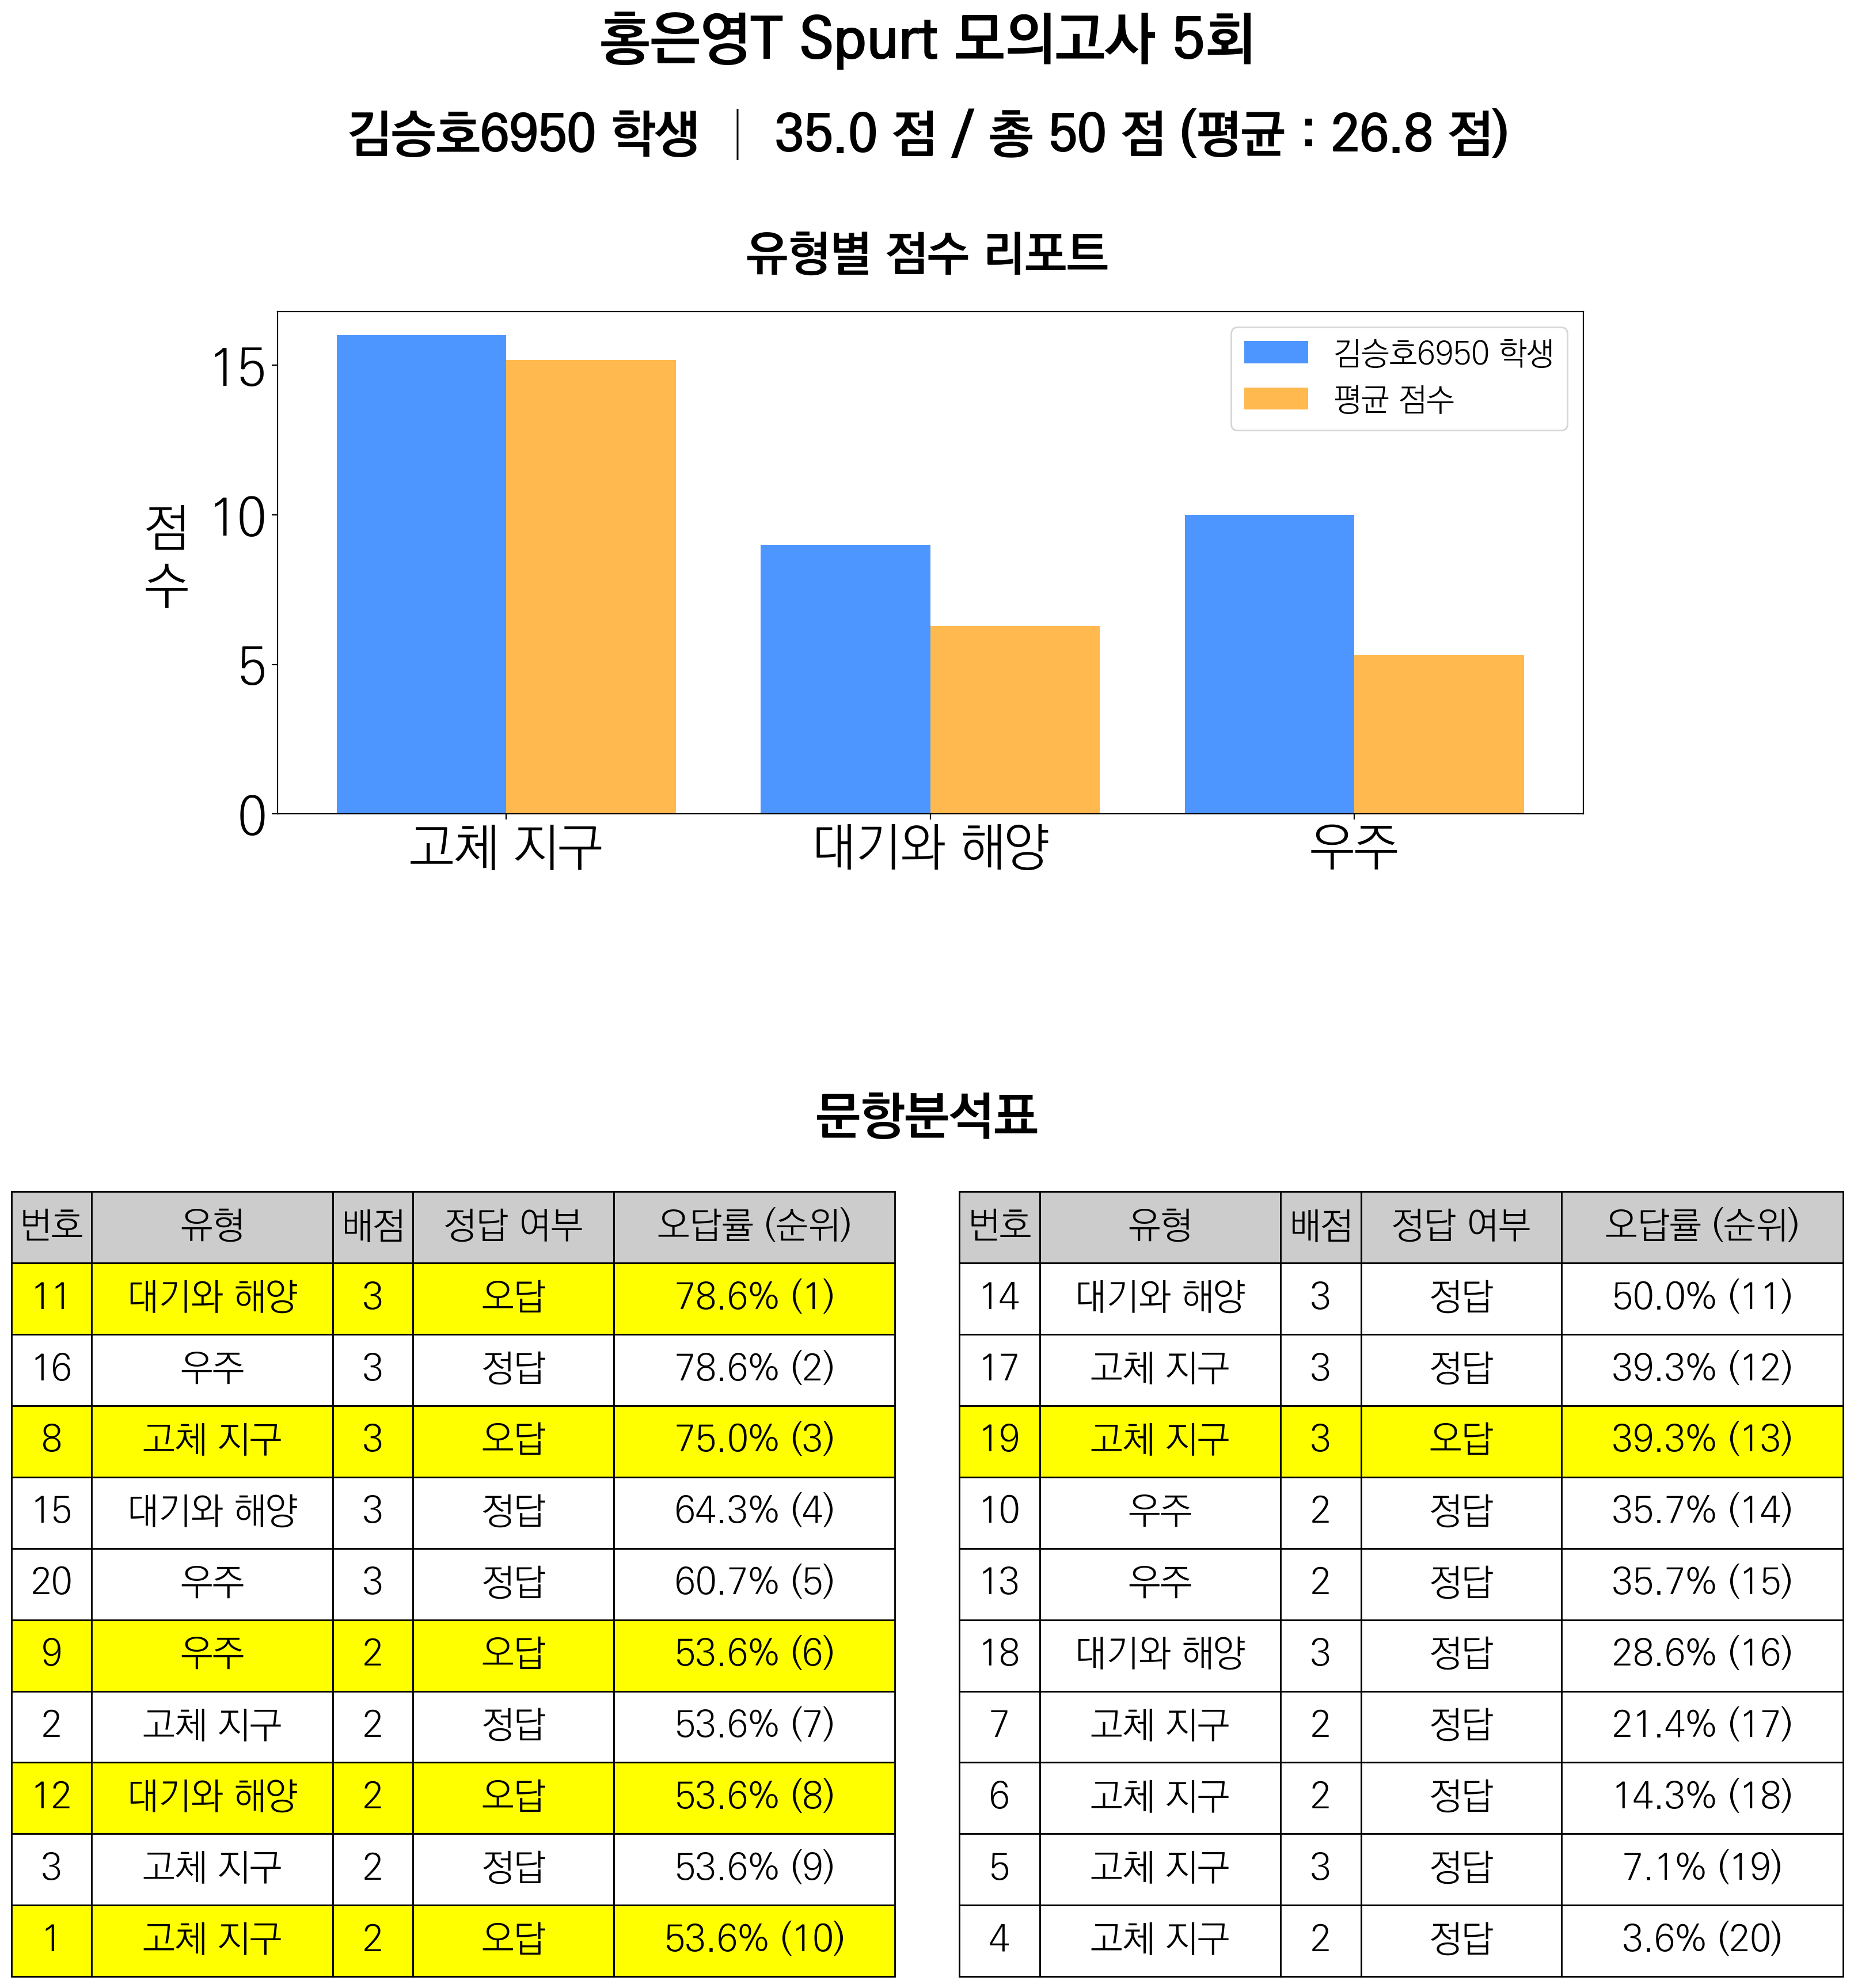 홍은영T Spurt 모의고사 5회
김승호6950 학생 | 35.0 점 / 총 50 점 (평균 : 26.8 점)
유형별 점수 리포트
김승호6950 학생
평균 점수
점수
15
10
5
0
고체 지구 대기와 해양 우주
문항분석표
번호 유형 배점 정답 여부 오답률 (순위)
11 대기와 해양 3 오답 78.6% (1)
16 우주 3 정답 78.6% (2)
8 고체 지구 3 오답 75.0% (3)
15 대기와 해양 3 정답 64.3% (4)
20 우주 3 정답 60.7% (5)
9 우주 2 오답 53.6% (6)
2 고체 지구 2 정답 53.6% (7)
12 대기와 해양 2 오답 53.6% (8)
3 고체 지구 2 정답 53.6% (9)
1 고체 지구 2 오답 53.6% (10)
번호 유형 배점 정답 여부 오답률 (순위)
14 대기와 해양 3 정답 50.0% (11)
17 고체 지구 3 정답 39.3% (12)
19 고체 지구 3 오답 39.3% (13)
10 우주 2 정답 35.7% (14)
13 우주 2 정답 35.7% (15)
18 대기와 해양 3 정답 28.6% (16)
7 고체 지구 2 정답 21.4% (17)
6 고체 지구 2 정답 14.3% (18)
5 고체 지구 3 정답 7.1% (19)
4 고체 지구 2 정답 3.6% (20)